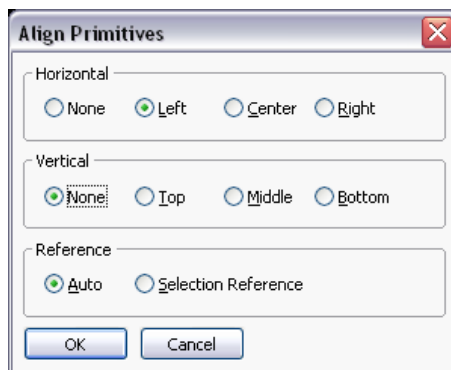 Align Primitives
Horizontal
None Left Center Right
Vertical
None Top Middle Bottom
Reference
Auto Selection Reference
OK Cancel